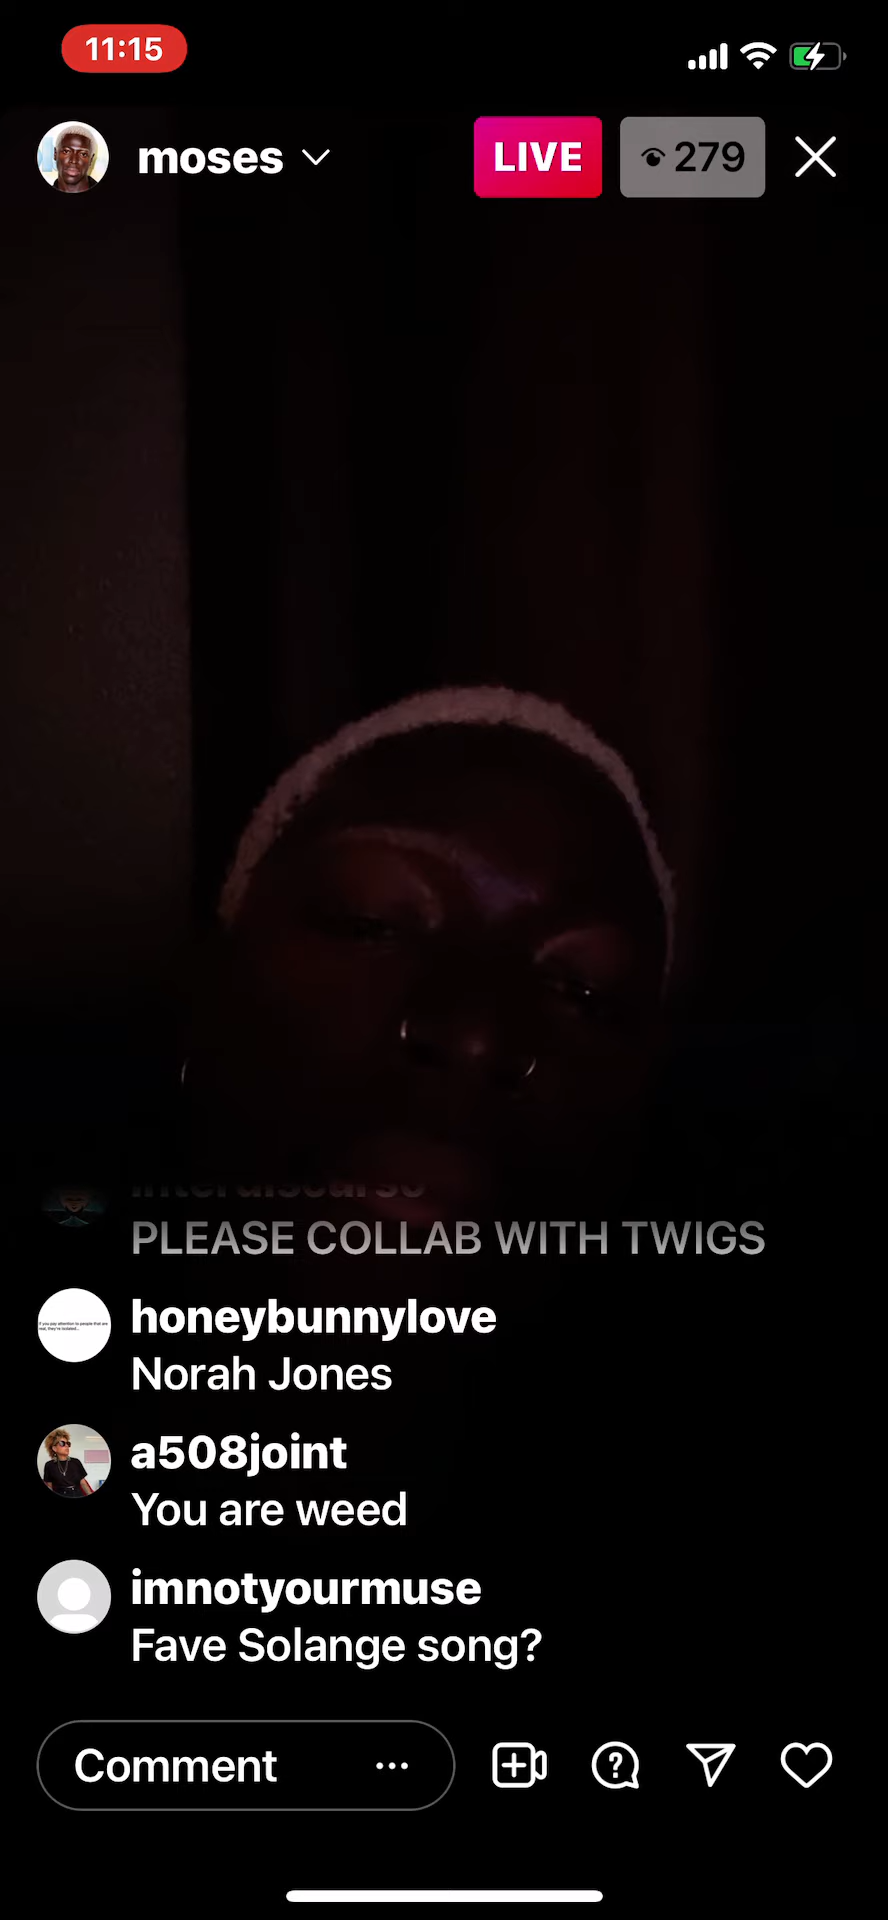 11:15
moses
LIVE
279
PLEASE COLLAB WITH TWIGS
honeybunnylove
Norah Jones
a508joint
You are weed
imnotyourmuse
Fave Solange song?
Comment